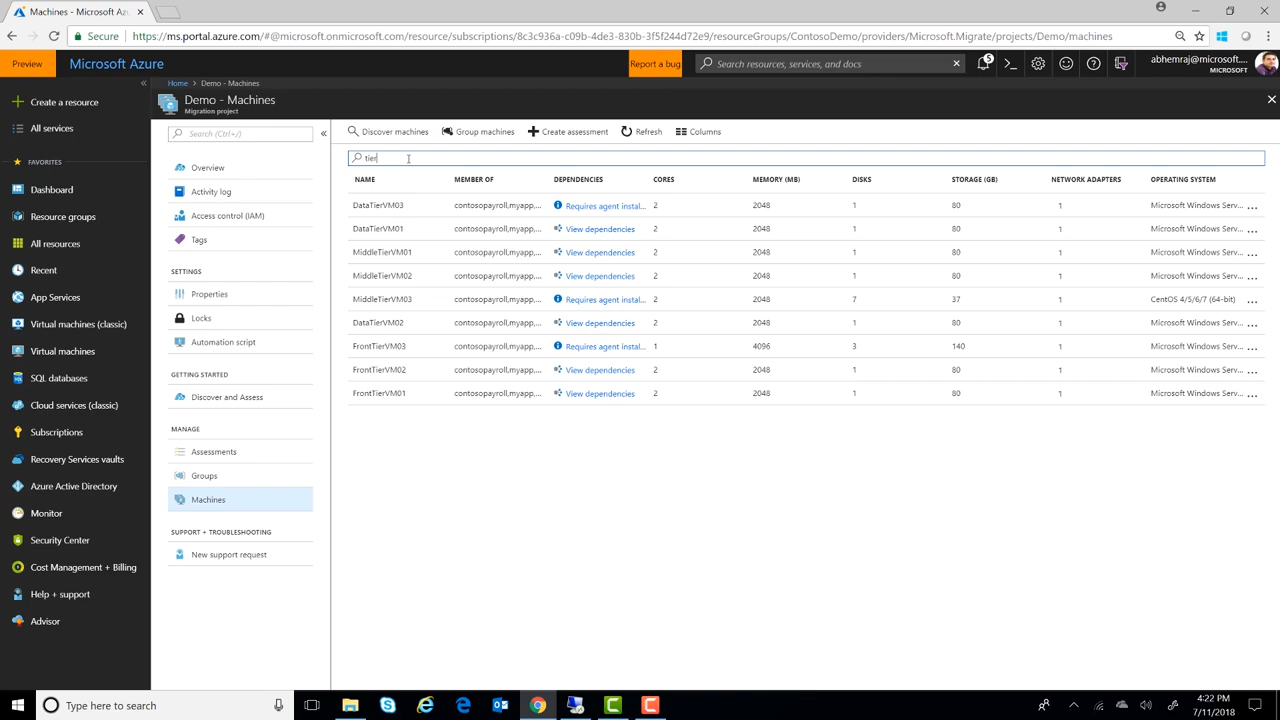 Machines - Microsoft Azu
Secure
https://ms.portal.azure.com/#@microsoft.onmicrosoft.com/resource/subscriptions/8c3c936a-c09b-4de3-830b-3f5f244d72e9/resourceGroups/ContosoDemo/providers/Microsoft.Migrate/projects/Demo/machines
Preview
Microsoft Azure
Report a bug
Search resources, services, and docs
5
abhemraj@microsoft....
MICROSOFT
Home > Demo - Machines
Demo - Machines
Migration project
Create a resource
All services
FAVORITES
Dashboard
Resource groups
All resources
Recent
App Services
Virtual machines (classic)
Virtual machines
SQL databases
Cloud services (classic)
Subscriptions
Recovery Services vaults
Azure Active Directory
Monitor
Security Center
Cost Management + Billing
Help + support
Advisor
Search (Ctrl+/)
Overview
Activity log
Access control (IAM)
Tags
SETTINGS
Properties
Locks
Automation script
GETTING STARTED
Discover and Assess
MANAGE
Assessments
Groups
Machines
SUPPORT + TROUBLESHOOTING
New support request
Discover machines Group machines Create assessment Refresh Columns
tier
NAME MEMBER OF DEPENDENCIES CORES MEMORY (MB) DISKS STORAGE (GB) NETWORK ADAPTERS OPERATING SYSTEM
DataTierVM03 contosopayroll,myapp,... Requires agent instal... 2 2048 1 80 1 Microsoft Windows Serv... ...
DataTierVM01 contosopayroll,myapp,... View dependencies 2 2048 1 80 1 Microsoft Windows Serv... ...
MiddleTierVM01 contosopayroll,myapp,... View dependencies 2 2048 1 80 1 Microsoft Windows Serv... ...
MiddleTierVM02 contosopayroll,myapp,... View dependencies 2 2048 1 80 1 Microsoft Windows Serv... ...
MiddleTierVM03 contosopayroll,myapp,... Requires agent instal... 2 2048 7 37 1 CentOS 4/5/6/7 (64-bit) ...
DataTierVM02 contosopayroll,myapp,... View dependencies 2 2048 1 80 1 Microsoft Windows Serv... ...
FrontTierVM03 contosopayroll,myapp,... Requires agent instal... 1 4096 3 140 1 Microsoft Windows Serv... ...
FrontTierVM02 contosopayroll,myapp,... View dependencies 2 2048 1 80 1 Microsoft Windows Serv... ...
FrontTierVM01 contosopayroll,myapp,... View dependencies 2 2048 1 80 1 Microsoft Windows Serv... ...
Type here to search
4:22 PM
7/11/2018